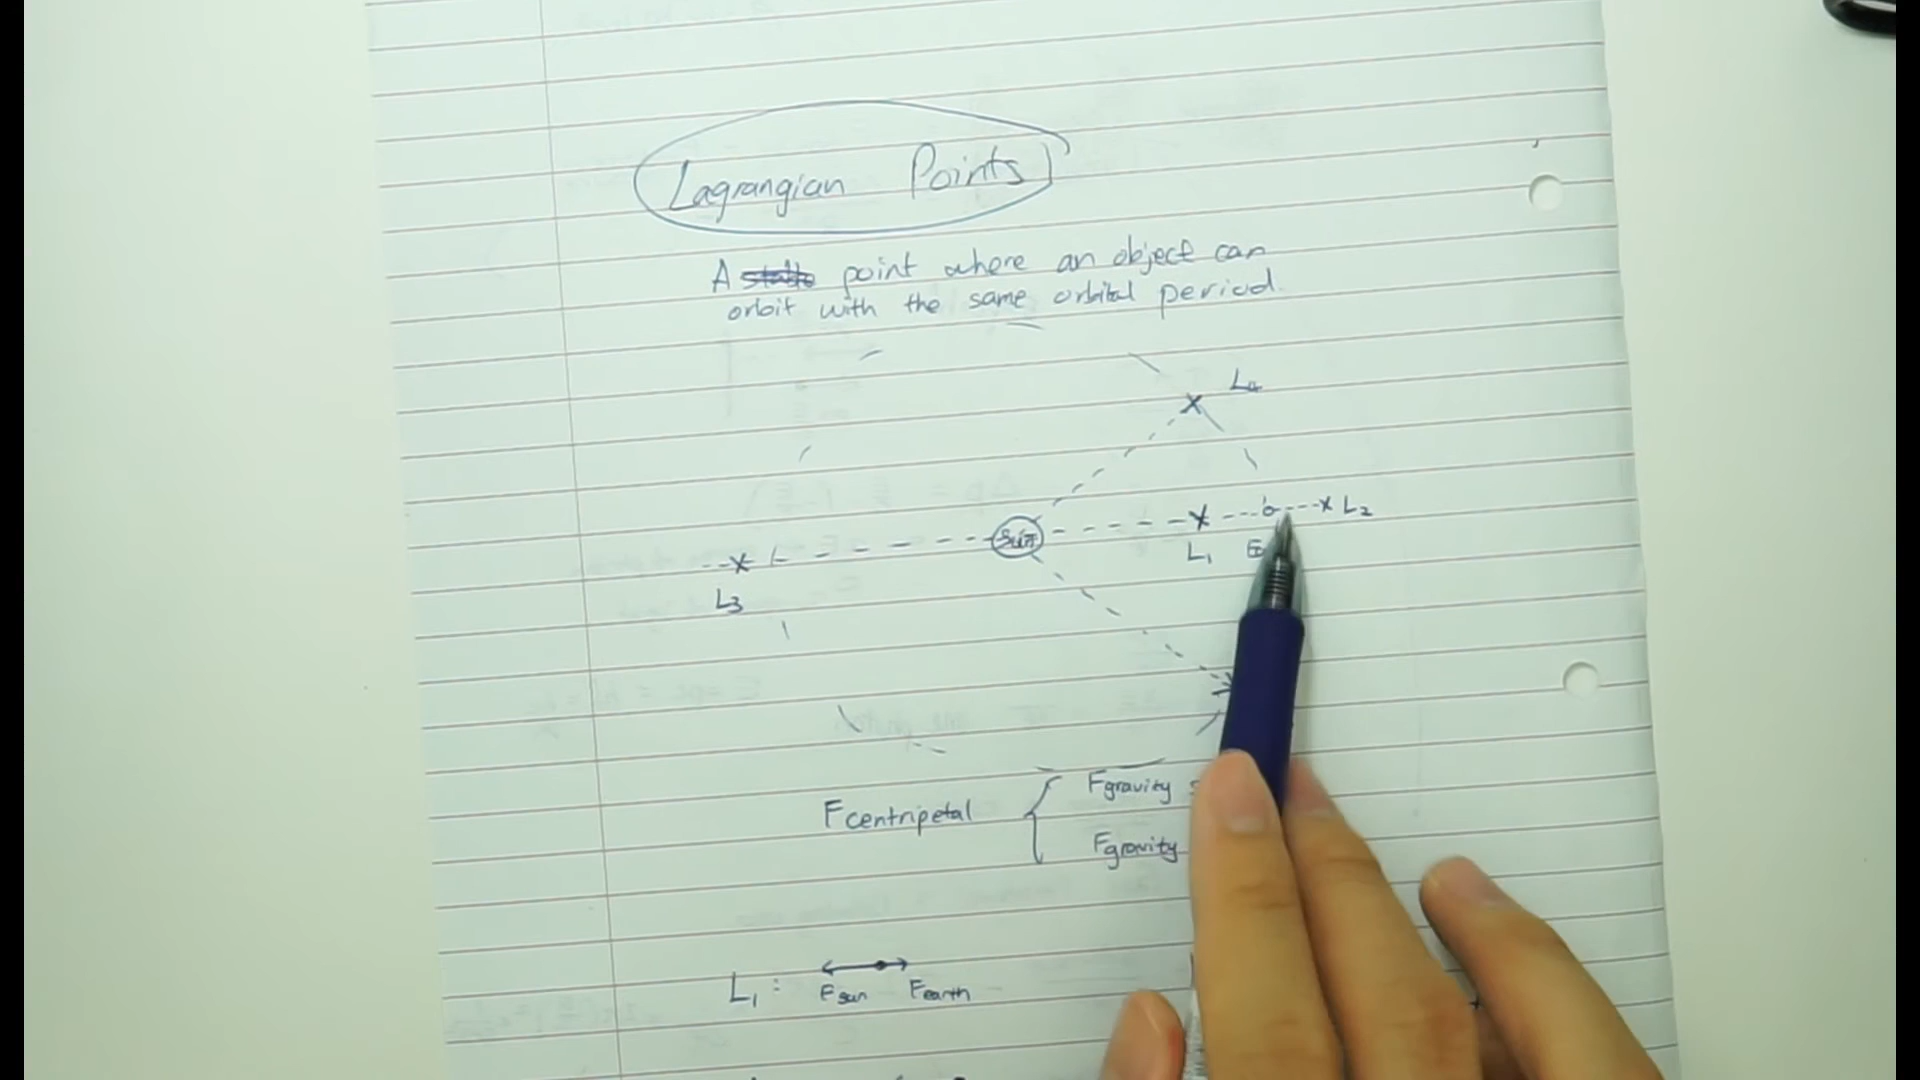 Lagrangian Points
A point where an object can
orbit with the same orbital period.
L4
Sun
L2
L1 E
L3
Fcentripetal
Fgravity
Fgravity
L1:
Fsun Fearth